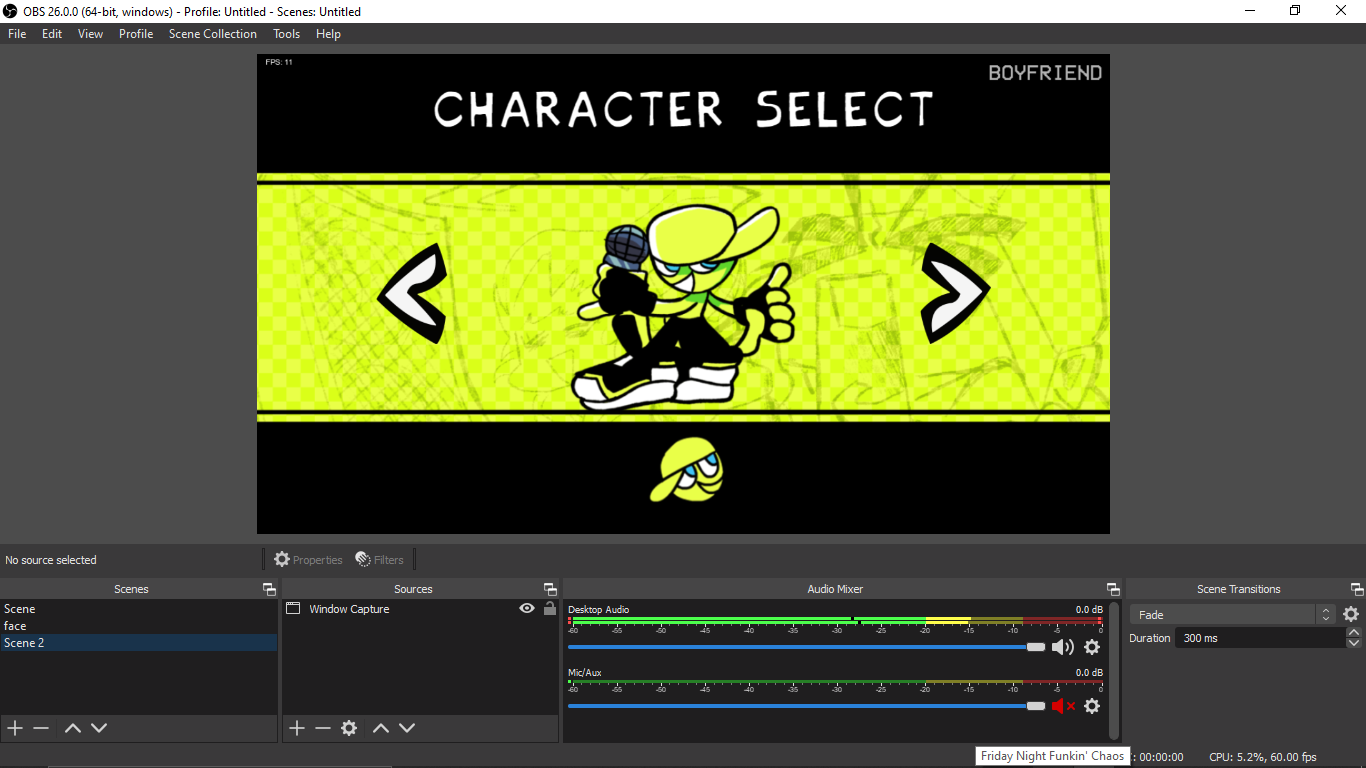 OBS 26.0.0 (64-bit, windows) - Profile: Untitled - Scenes: Untitled
File Edit View Profile Scene Collection Tools Help
FPS: 11
BOYFRIEND
CHARACTER SELECT
No source selected
Properties
Filters
Scenes
Scene
face
Scene 2
Sources
Window Capture
Audio Mixer
Desktop Audio 0.0 dB
-60 -55 -50 -45 -40 -35 -30 -25 -20 -15 -10 -5 0
Mic/Aux 0.0 dB
-60 -55 -50 -45 -40 -35 -30 -25 -20 -15 -10 -5 0
Scene Transitions
Fade
Duration 300 ms
Friday Night Funkin' Chaos
: 00:00:00
CPU: 5.2%, 60.00 fps